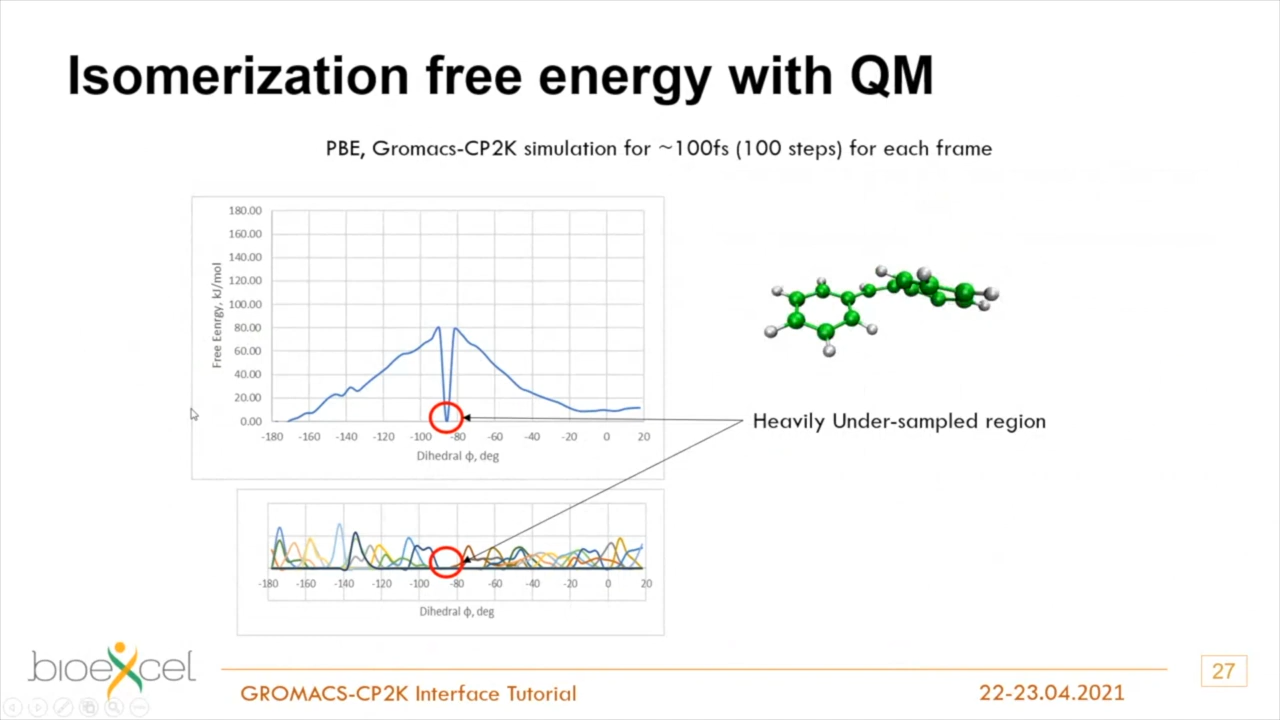 Isomerization free energy with QM
PBE, Gromacs-CP2K simulation for ~100fs (100 steps) for each frame
180.00
160.00
140.00
120.00
100.00
80.00
60.00
40.00
20.00
0.00
Free Eenrgy, kJ/mol
-180 -160 -140 -120 -100 -80 -60 -40 -20 0 20
Dihedral ϕ, deg
Heavily Under-sampled region
-180 -160 -140 -120 -100 -80 -60 -40 -20 0 20
Dihedral ϕ, deg
bioexcel
GROMACS-CP2K Interface Tutorial
22-23.04.2021
27